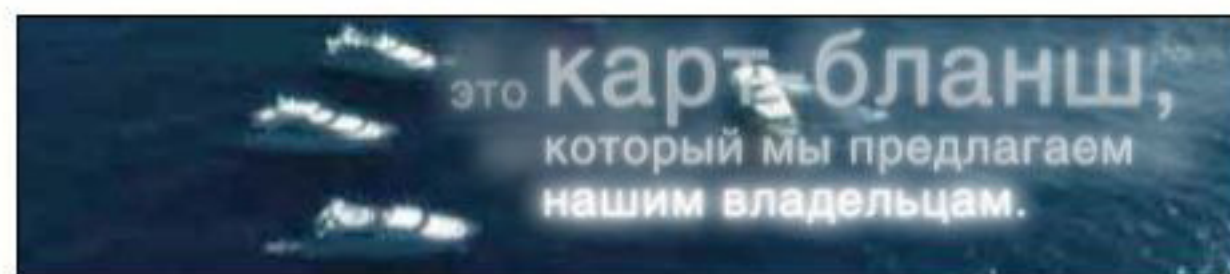 это карт-бланш,
который мы предлагаем
нашим владельцам.